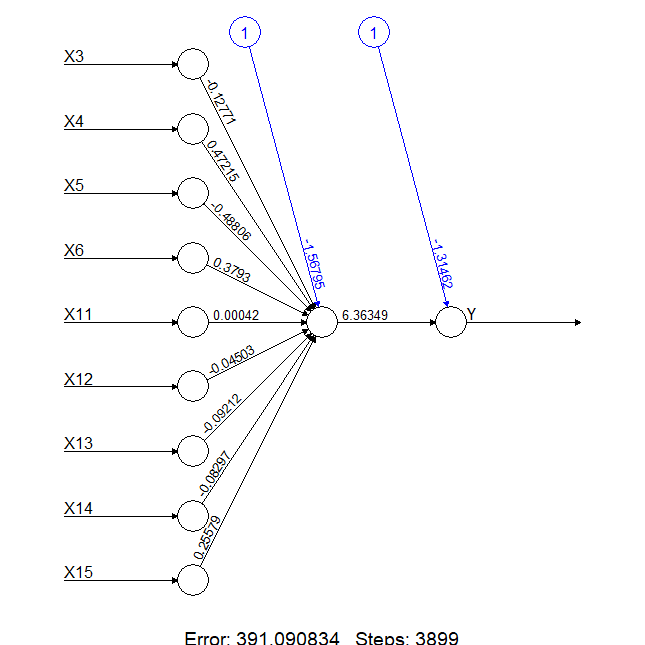 1 1
X3
-0.12771
X4
0.47215
X5
-0.48806
X6
0.3793
-1.56795
-1.31462
X11
0.00042
6.36349
Y
X12
-0.04503
X13
-0.09212
X14
-0.08297
X15
0.25579
Error: 391.090834 Steps: 3899